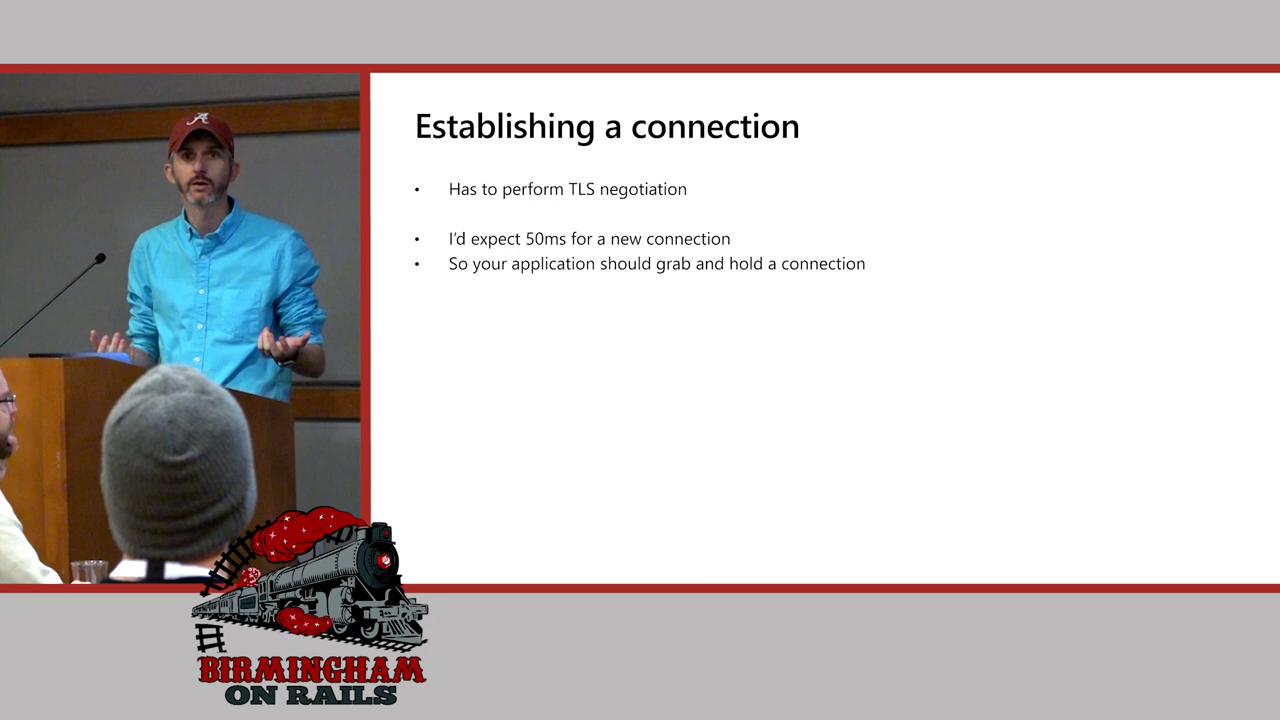 A
Establishing a connection
• Has to perform TLS negotiation
• I'd expect 50ms for a new connection
• So your application should grab and hold a connection
BIRMINGHAM
ON RAILS